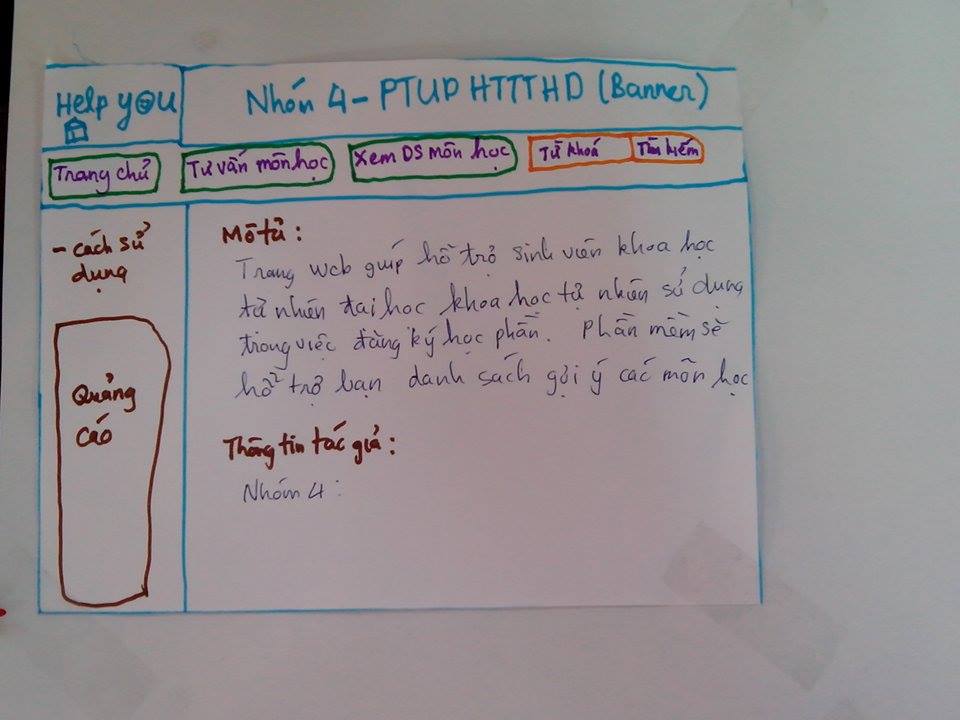 Help you
Nhóm 4 - PTUD HTTTHD (Banner)
Trang chủ
Tư vấn môn học
Xem DS môn học
Từ khoá
Tìm kiếm
- cách sử
dụng
Quảng
cáo
Mô tả :
Trang web giúp hỗ trợ sinh viên khoa học
tự nhiên đại học khoa học tự nhiên sử dụng
trong việc đăng ký học phần. Phần mềm sẽ
hỗ trợ bạn danh sách gợi ý các môn học
Thông tin tác giả :
Nhóm 4 :